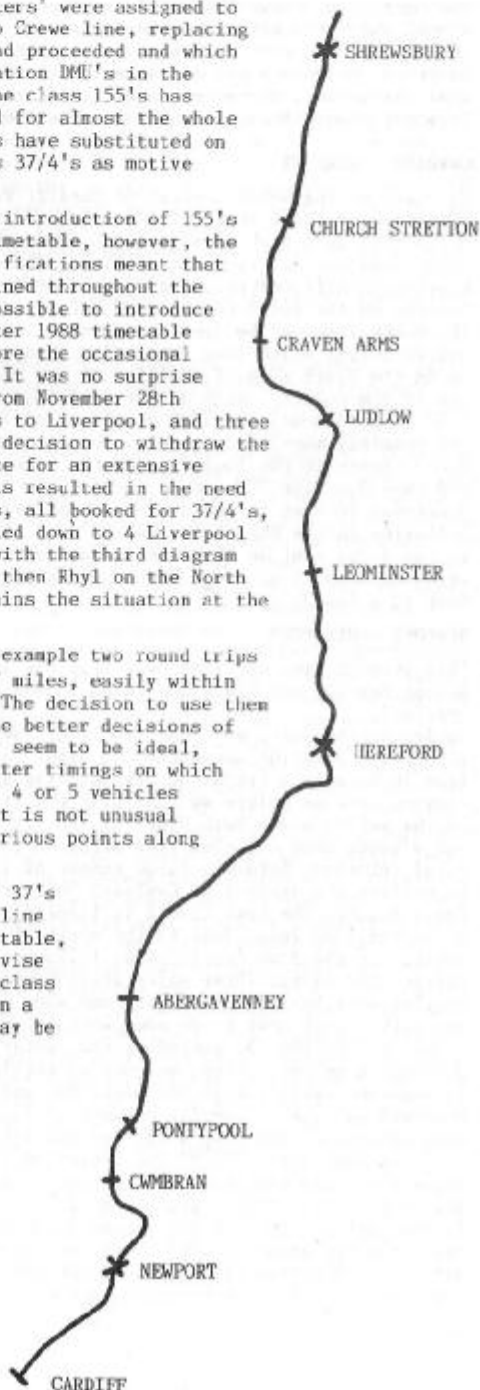 ers' were assigned to
Crewe line, replacing
d proceeded and which
ation DMU's in the
e class 155's has
for almost the whole
s have substituted on
s 37/4's as motive
introduction of 155's
imetable, however, the
fications meant that
ined throughout the
ossible to introduce
er 1988 timetable
ore the occasional
It was no surprise
rom November 28th
s to Liverpool, and three
decision to withdraw the
e for an extensive
s resulted in the need
s, all booked for 37/4's,
ed down to 4 Liverpool
with the third diagram
then Rhyl on the North
ins the situation at the
example two round trips
miles, easily within
The decision to use them
e better decisions of
seem to be ideal,
ter timings on which
4 or 5 vehicles
t is not unusual
rious points along
37's
line
table,
vise
class
n a
ay be
SHREWSBURY
CHURCH STRETTON
CRAVEN ARMS
LUDLOW
LEOMINSTER
HEREFORD
ABERGAVENNEY
PONTYPOOL
CWMBRAN
NEWPORT
CARDIFF